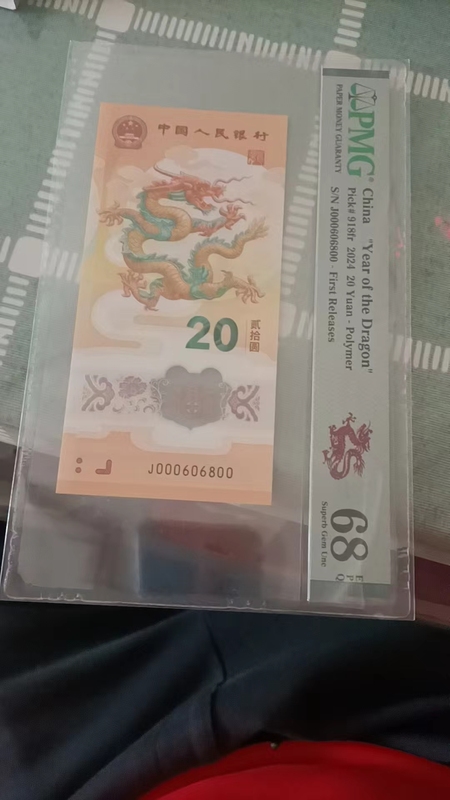 中国人民银行
20
贰拾圆
J000606800
PMG®
PAPER MONEY GUARANTY
China "Year of the Dragon"
Pick# 918fr 2024 20 Yuan - Polymer
S/N J000606800 - First Releases
68
Superb Gem Unc
E
P
Q